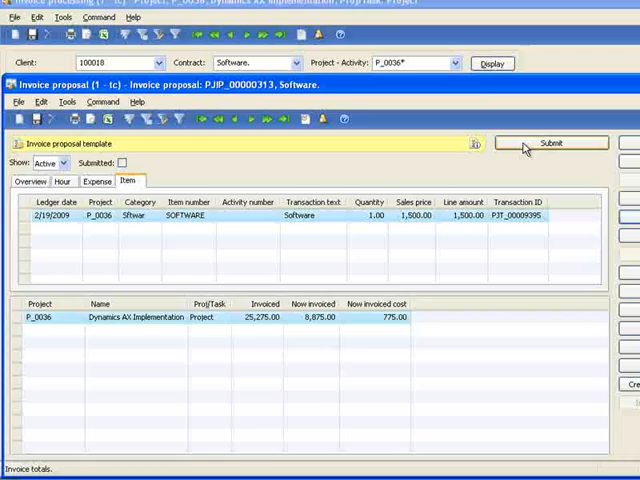 Invoice processing (1 - tc) - Project: P_0036, Dynamics AX Implementation, Proj/Task: Project
File Edit Tools Command Help
Client: 100018 Contract: Software. Project - Activity: P_0036* Display
Invoice proposal (1 - tc) - Invoice proposal: PJIP_00000313, Software.
File Edit Tools Command Help
Invoice proposal template Submit
Show: Active Submitted:
Overview Hour Expense Item
Ledger date Project Category Item number Activity number Transaction text Quantity Sales price Line amount Transaction ID
2/19/2009 P_0036 Sftwar SOFTWARE Software 1.00 1,500.00 1,500.00 PJT_00009395
Project Name Proj/Task Invoiced Now invoiced Now invoiced cost
P_0036 Dynamics AX Implementation Project 25,275.00 8,875.00 775.00
Cre
Invoice totals.